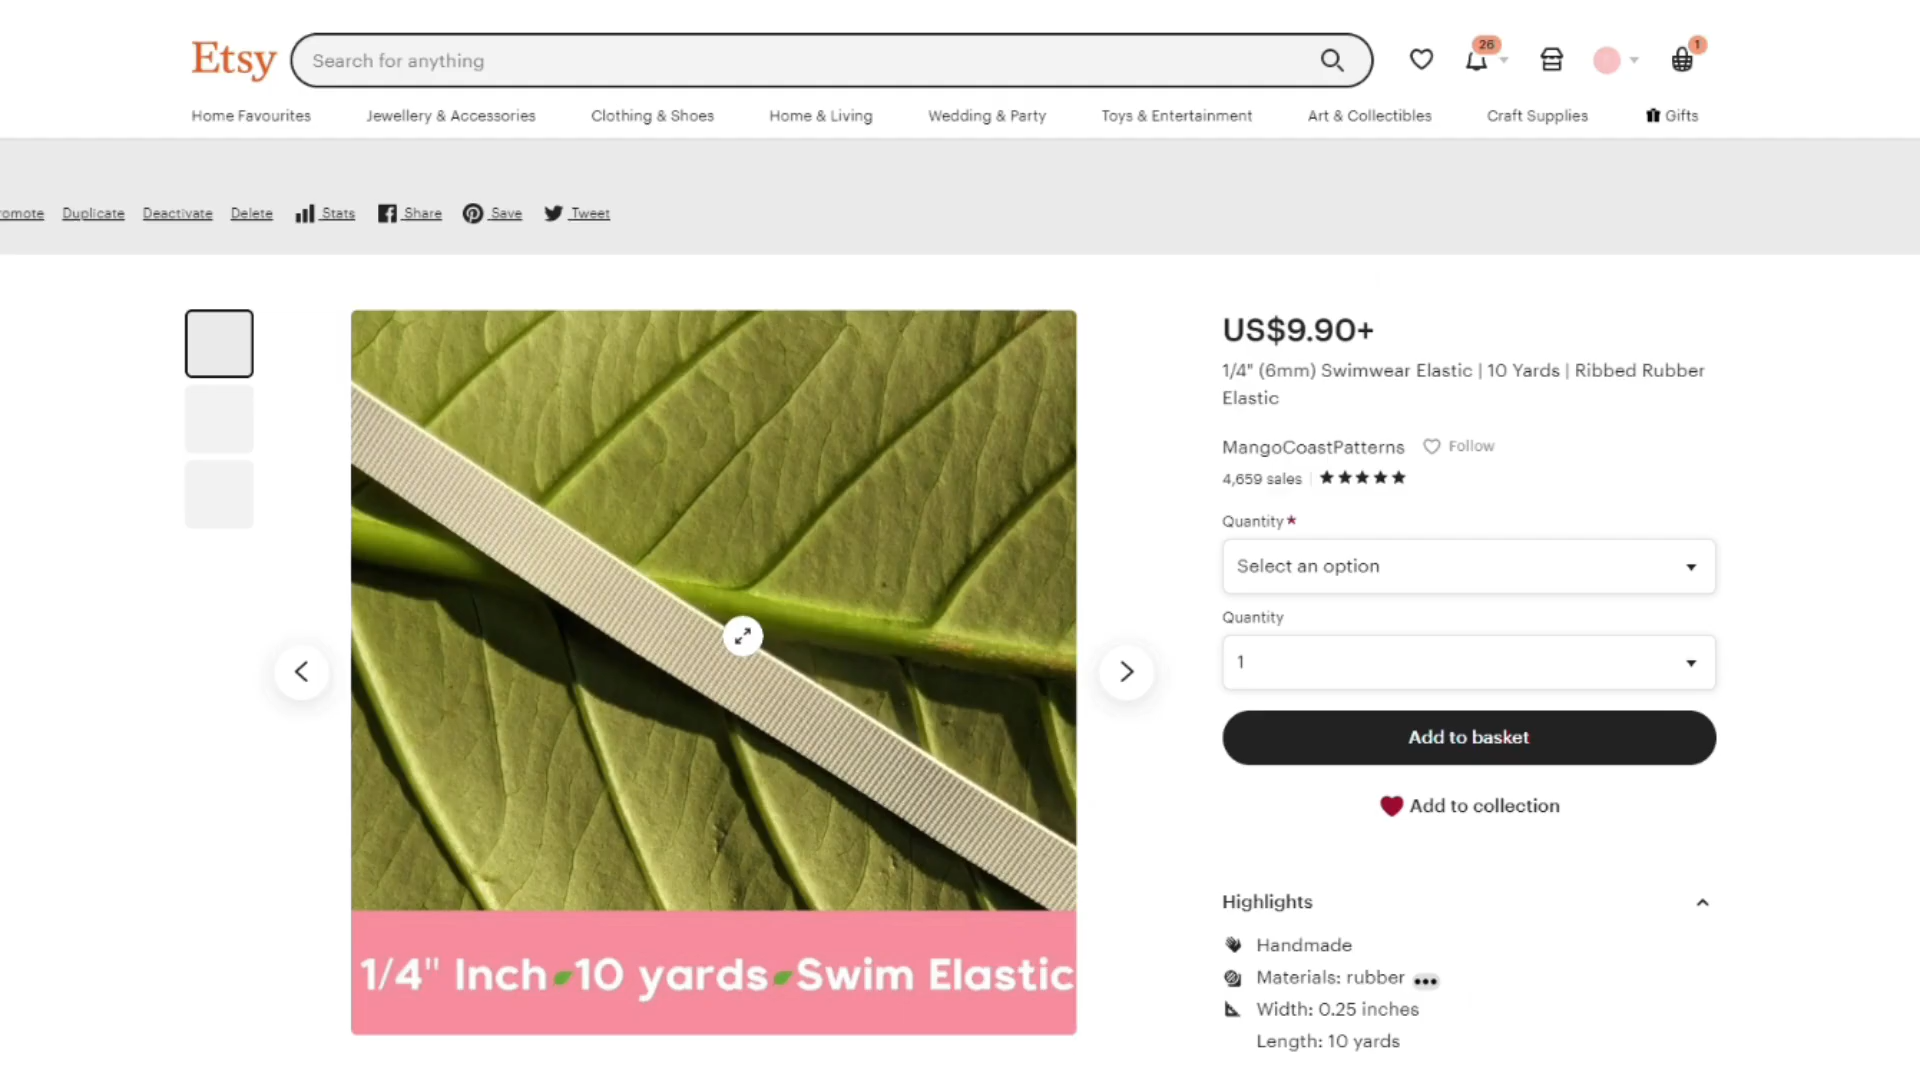 Etsy
Search for anything
26
1
Home Favourites
Jewellery & Accessories
Clothing & Shoes
Home & Living
Wedding & Party
Toys & Entertainment
Art & Collectibles
Craft Supplies
Gifts
omote
Duplicate
Deactivate
Delete
Stats
Share
Save
Tweet
US$9.90+
1/4" (6mm) Swimwear Elastic | 10 Yards | Ribbed Rubber
Elastic
MangoCoastPatterns
Follow
4,659 sales
Quantity*
Select an option
Quantity
1
Add to basket
Add to collection
Highlights
Handmade
Materials: rubber
Width: 0.25 inches
Length: 10 yards
1/4" Inch 10 yards Swim Elastic